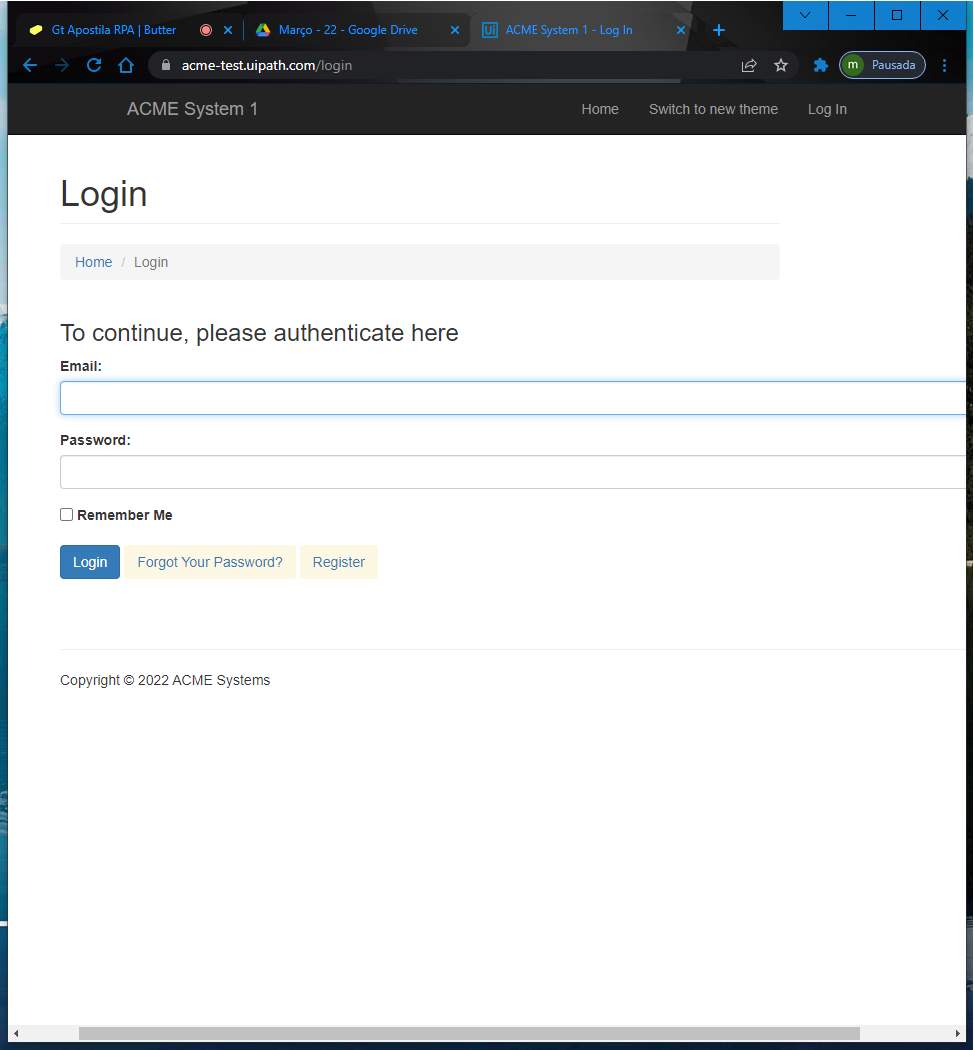 Gt Apostila RPA | Butter
Março - 22 - Google Drive
Ui ACME System 1 - Log In
acme-test.uipath.com/login
m Pausada
ACME System 1 Home Switch to new theme Log In
Login
Home / Login
To continue, please authenticate here
Email:
Password:
Remember Me
Login Forgot Your Password? Register
Copyright © 2022 ACME Systems